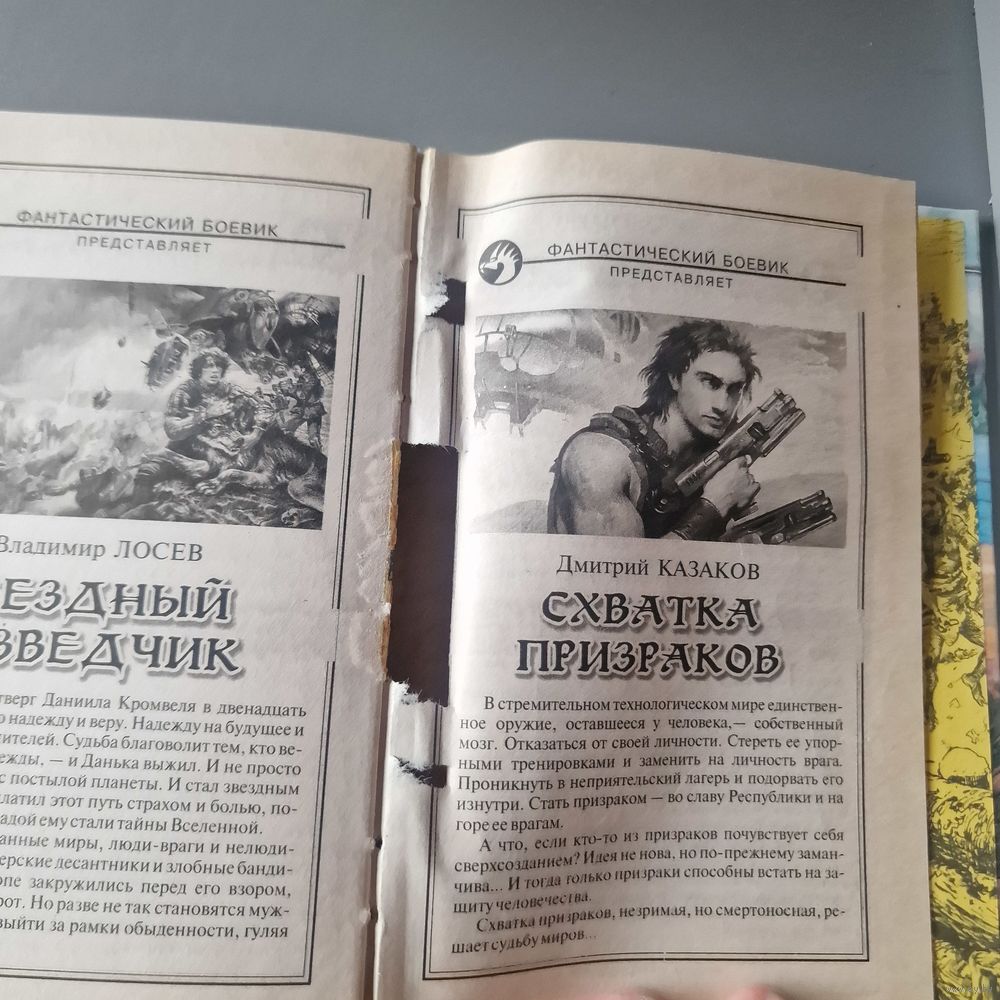 ФАНТАСТИЧЕСКИЙ БОЕВИК
ПРЕДСТАВЛЯЕТ
Владимир ЛОСЕВ
ЕЗДНЫЙ
ЗВЕДЧИК
тверг Даниила Кромвеля в двенадцать
о надежду и веру. Надежду на будущее и
ителей. Судьба благоволит тем, кто ве-
ежды, — и Данька выжил. И не просто
с постылой планеты. И стал звездным
латил этот путь страхом и болью, по-
адой ему стали тайны Вселенной.
анные миры, люди-враги и нелюди-
ерские десантники и злобные банди-
опе закружились перед его взором,
рот. Но разве не так становятся муж-
выйти за рамки обыденности, гуляя
ФАНТАСТИЧЕСКИЙ БОЕВИК
ПРЕДСТАВЛЯЕТ
Дмитрий КАЗАКОВ
СХВАТКА
ПРИЗРАКОВ
В стремительном технологическом мире единствен-
ное оружие, оставшееся у человека, — собственный
мозг. Отказаться от своей личности. Стереть ее упор-
ными тренировками и заменить на личность врага.
Проникнуть в неприятельский лагерь и подорвать его
изнутри. Стать призраком — во славу Республики и на
горе ее врагам.
А что, если кто-то из призраков почувствует себя
сверхсозданием? Идея не нова, но по-прежнему заман-
чива... И тогда только призраки способны встать на за-
щиту человечества.
Схватка призраков, незримая, но смертоносная, ре-
шает судьбу миров...